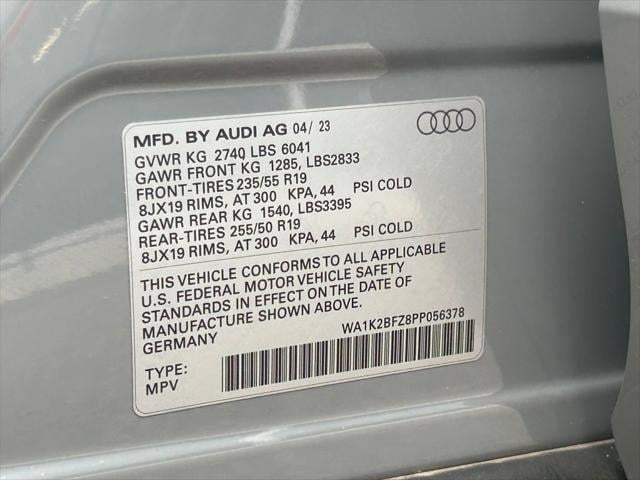 MFD. BY AUDI AG 04/ 23
GVWR KG 2740 LBS 6041
GAWR FRONT KG 1285, LBS2833
FRONT-TIRES 235/55 R19
8JX19 RIMS, AT 300 KPA, 44 PSI COLD
GAWR REAR KG 1540, LBS3395
REAR-TIRES 255/50 R19
8JX19 RIMS, AT 300 KPA, 44 PSI COLD
THIS VEHICLE CONFORMS TO ALL APPLICABLE
U.S. FEDERAL MOTOR VEHICLE SAFETY
STANDARDS IN EFFECT ON THE DATE OF
MANUFACTURE SHOWN ABOVE.
GERMANY
WA1K2BFZ8PP056378
TYPE:
MPV